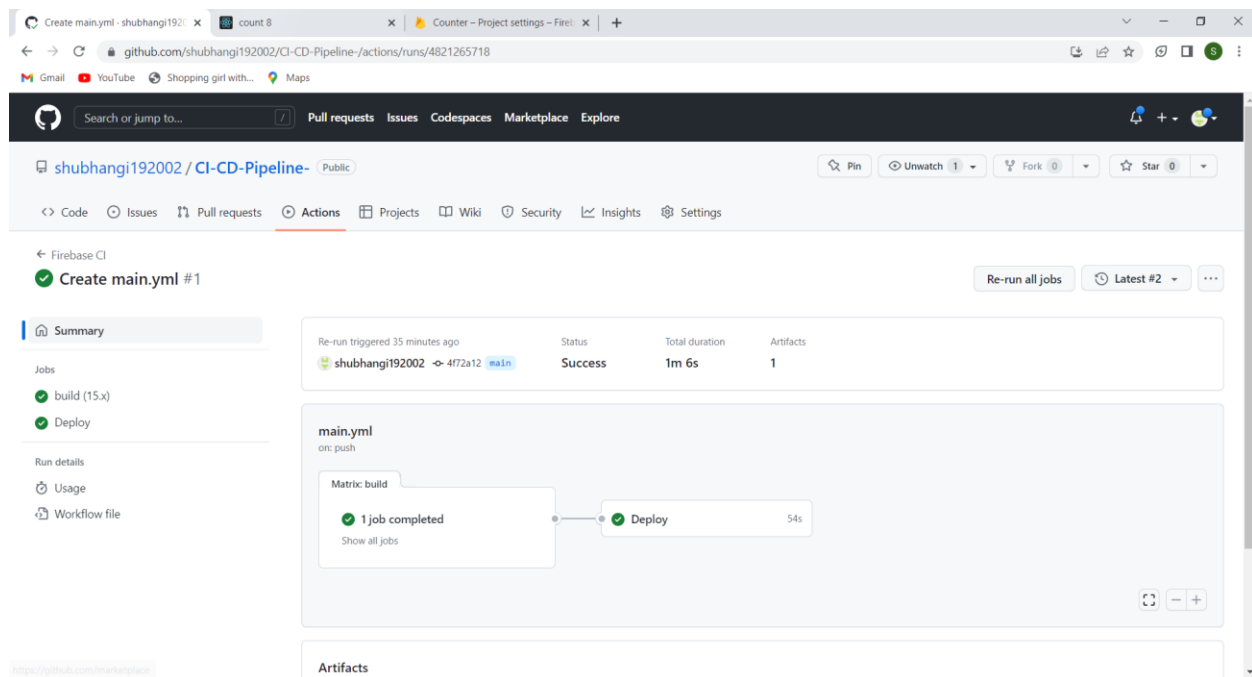 Create main.yml · shubhangi192
count 8
Counter – Project settings – Fireb
github.com/shubhangi192002/CI-CD-Pipeline-/actions/runs/4821265718
S
Gmail
YouTube
Shopping girl with...
Maps
Search or jump to...
/
Pull requests Issues Codespaces Marketplace Explore
shubhangi192002 / CI-CD-Pipeline- Public
Pin
Unwatch 1
Fork 0
Star 0
Code
Issues
Pull requests
Actions
Projects
Wiki
Security
Insights
Settings
Firebase CI
Create main.yml #1
Re-run all jobs
Latest #2
Summary
Jobs
build (15.x)
Deploy
Run details
Usage
Workflow file
Re-run triggered 35 minutes ago
shubhangi192002 4f72a12 main
Status
Success
Total duration
1m 6s
Artifacts
1
main.yml
on: push
Matrix: build
1 job completed
Show all jobs
Deploy 54s
Artifacts
https://github.com/marketplace